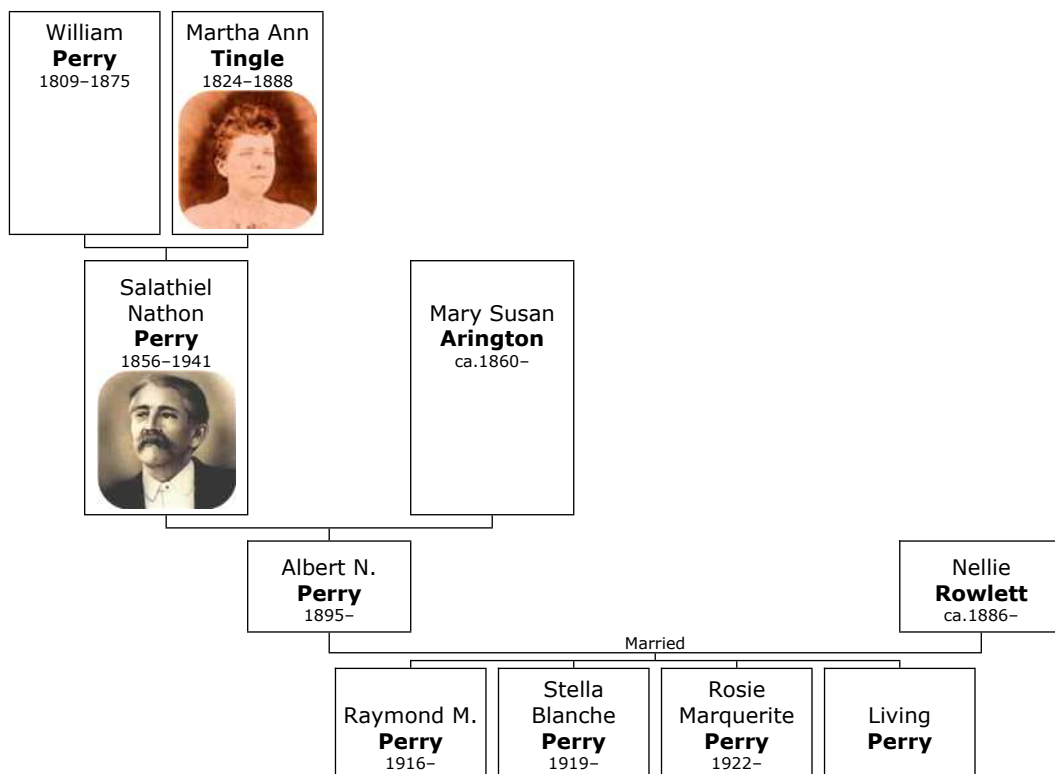 William
Perry
1809–1875
Martha Ann
Tingle
1824–1888
Salathiel
Nathon
Perry
1856–1941
Mary Susan
Arington
ca.1860–
Albert N.
Perry
1895–
Nellie
Rowlett
ca.1886–
Married
Raymond M.
Perry
1916–
Stella
Blanche
Perry
1919–
Rosie
Marquerite
Perry
1922–
Living
Perry